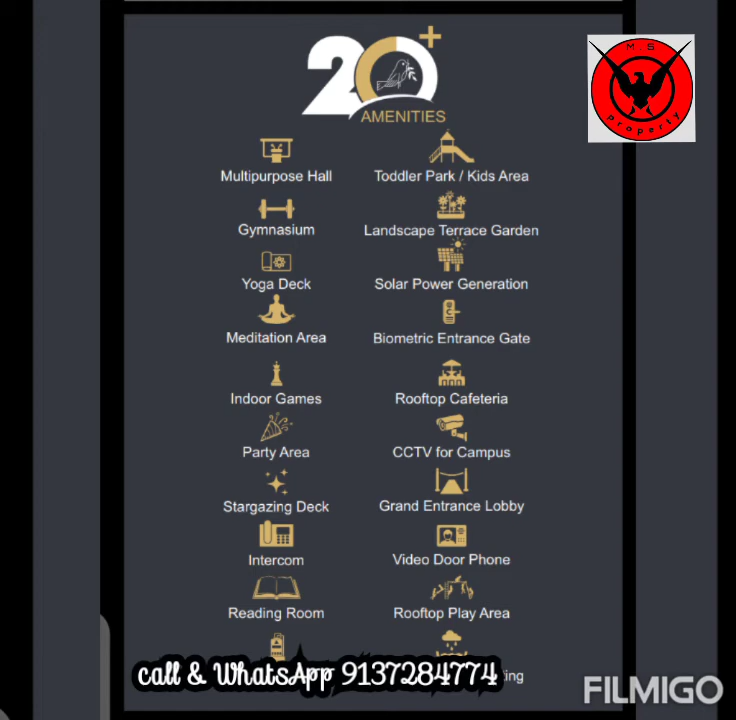 20+
AMENITIES
M.S
property
Multipurpose Hall
Toddler Park / Kids Area
Gymnasium
Landscape Terrace Garden
Yoga Deck
Solar Power Generation
Meditation Area
Biometric Entrance Gate
Indoor Games
Rooftop Cafeteria
Party Area
CCTV for Campus
Stargazing Deck
Grand Entrance Lobby
Intercom
Video Door Phone
Reading Room
Rooftop Play Area
call & WhatsApp 9137284774
FILMIGO